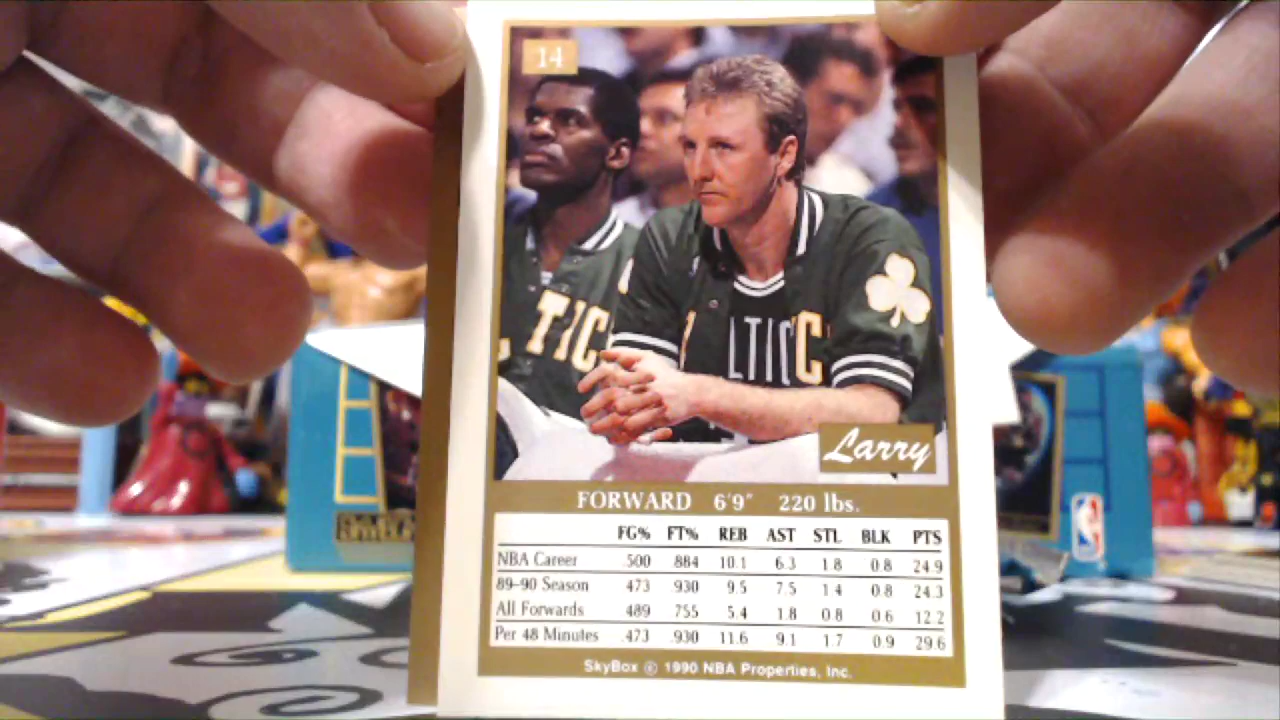 14
TIC
LTIC
Larry
FORWARD 6'9" 220 lbs.
FG% FT% REB AST STL BLK PTS
NBA Career .500 884 10.1 6.3 1 8 0.8 24.9
89-90 Season 473 .930 9.5 7.5 1 4 0.8 24.3
All Forwards 489 755 5.4 1.8 0.8 0.6 12.2
Per 48 Minutes .473 .930 11.6 9.1 1.7 0.9 29.6
SkyBox © 1990 NBA Properties, Inc.